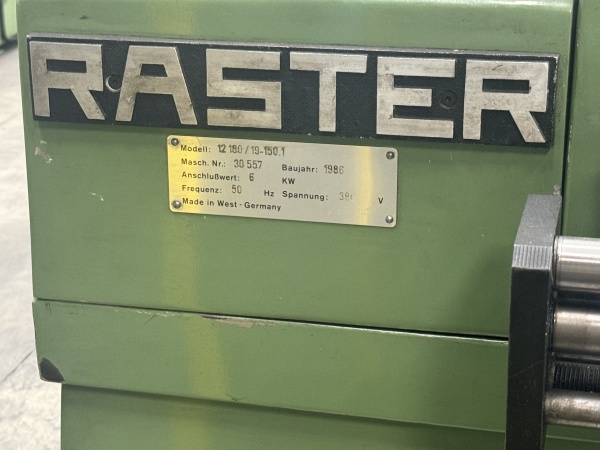 RASTER
Modell: 12 180/19-150.1
Masch. Nr.: 30 557 Baujahr: 1986
Anschlußwert: 6 KW
Frequenz: 50 Hz Spannung: V
Made in West-Germany